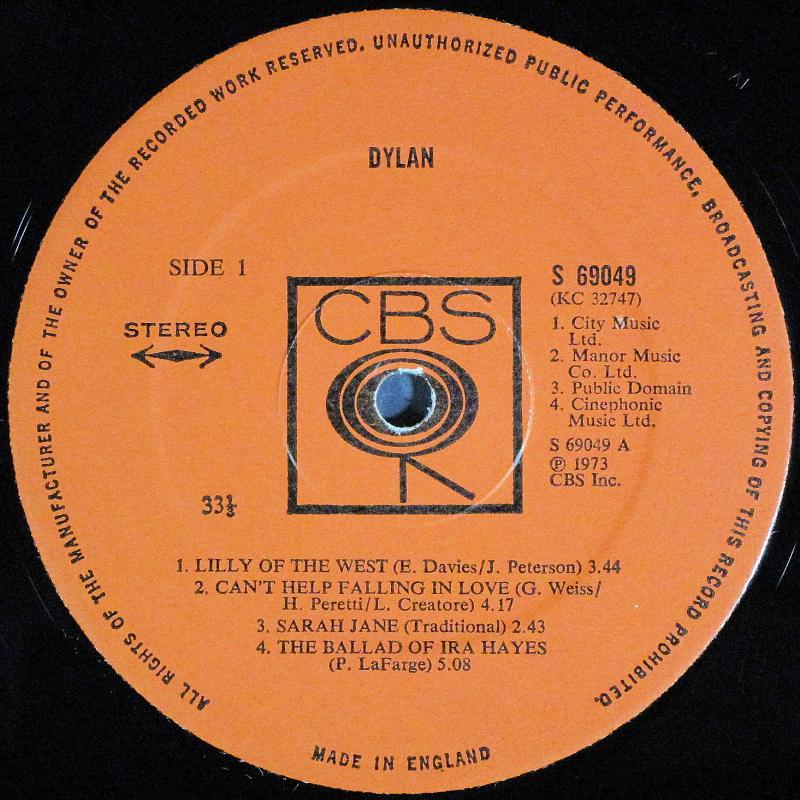 ALL RIGHTS OF THE MANUFACTURER AND OF THE OWNER OF THE RECORDED WORK RESERVED. UNAUTHORIZED PUBLIC PERFORMANCE, BROADCASTING AND COPYING OF THIS RECORD PROHIBITED.
DYLAN
SIDE 1
STEREO
33⅓
CBS
S 69049
(KC 32747)
1. City Music
Ltd.
2. Manor Music
Co. Ltd.
3. Public Domain
4. Cinephonic
Music Ltd.
S 69049 A
℗ 1973
CBS Inc.
1. LILLY OF THE WEST (E. Davies/J. Peterson) 3.44
2. CAN'T HELP FALLING IN LOVE (G. Weiss/
H. Peretti/L. Creatore) 4.17
3. SARAH JANE (Traditional) 2.43
4. THE BALLAD OF IRA HAYES
(P. LaFarge) 5.08
MADE IN ENGLAND